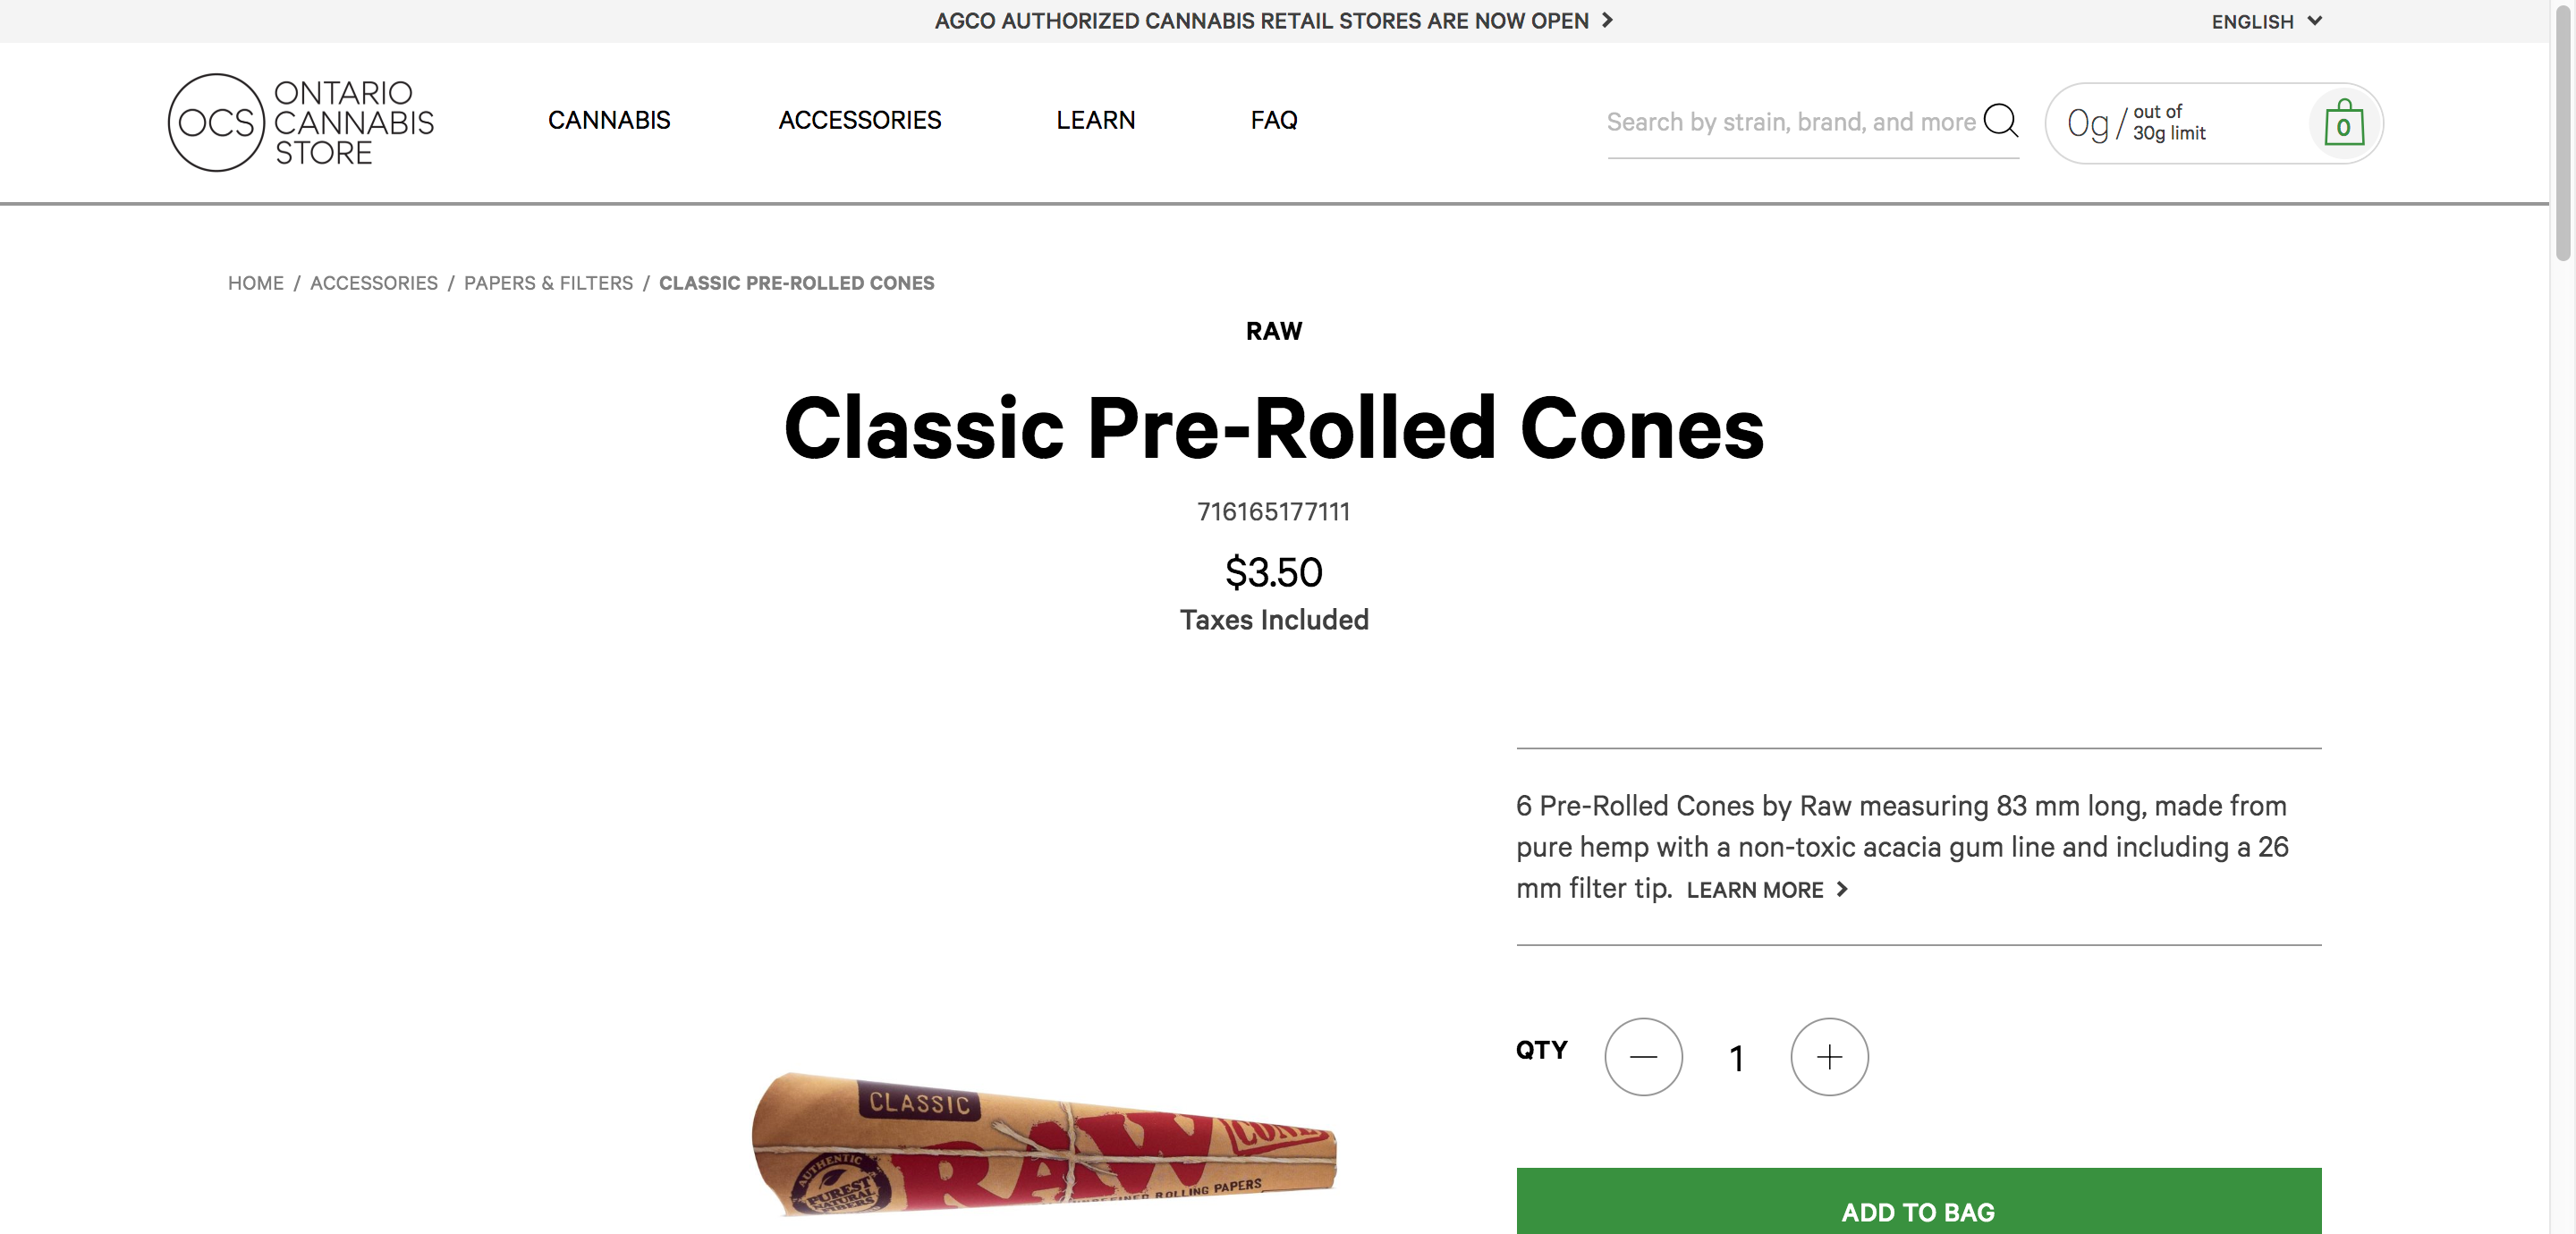 AGCO AUTHORIZED CANNABIS RETAIL STORES ARE NOW OPEN
ENGLISH
OCS
ONTARIO
CANNABIS
STORE
CANNABIS
ACCESSORIES
LEARN
FAQ
Search by strain, brand, and more
0g / out of
30g limit
0
HOME / ACCESSORIES / PAPERS & FILTERS / CLASSIC PRE-ROLLED CONES
RAW
Classic Pre-Rolled Cones
716165177111
$3.50
Taxes Included
6 Pre-Rolled Cones by Raw measuring 83 mm long, made from
pure hemp with a non-toxic acacia gum line and including a 26
mm filter tip. LEARN MORE
QTY
1
ADD TO BAG
CLASSIC
RAW
CONE
AUTHENTIC
PUREST
NATURAL
FIBERS
ROLLING PAPERS